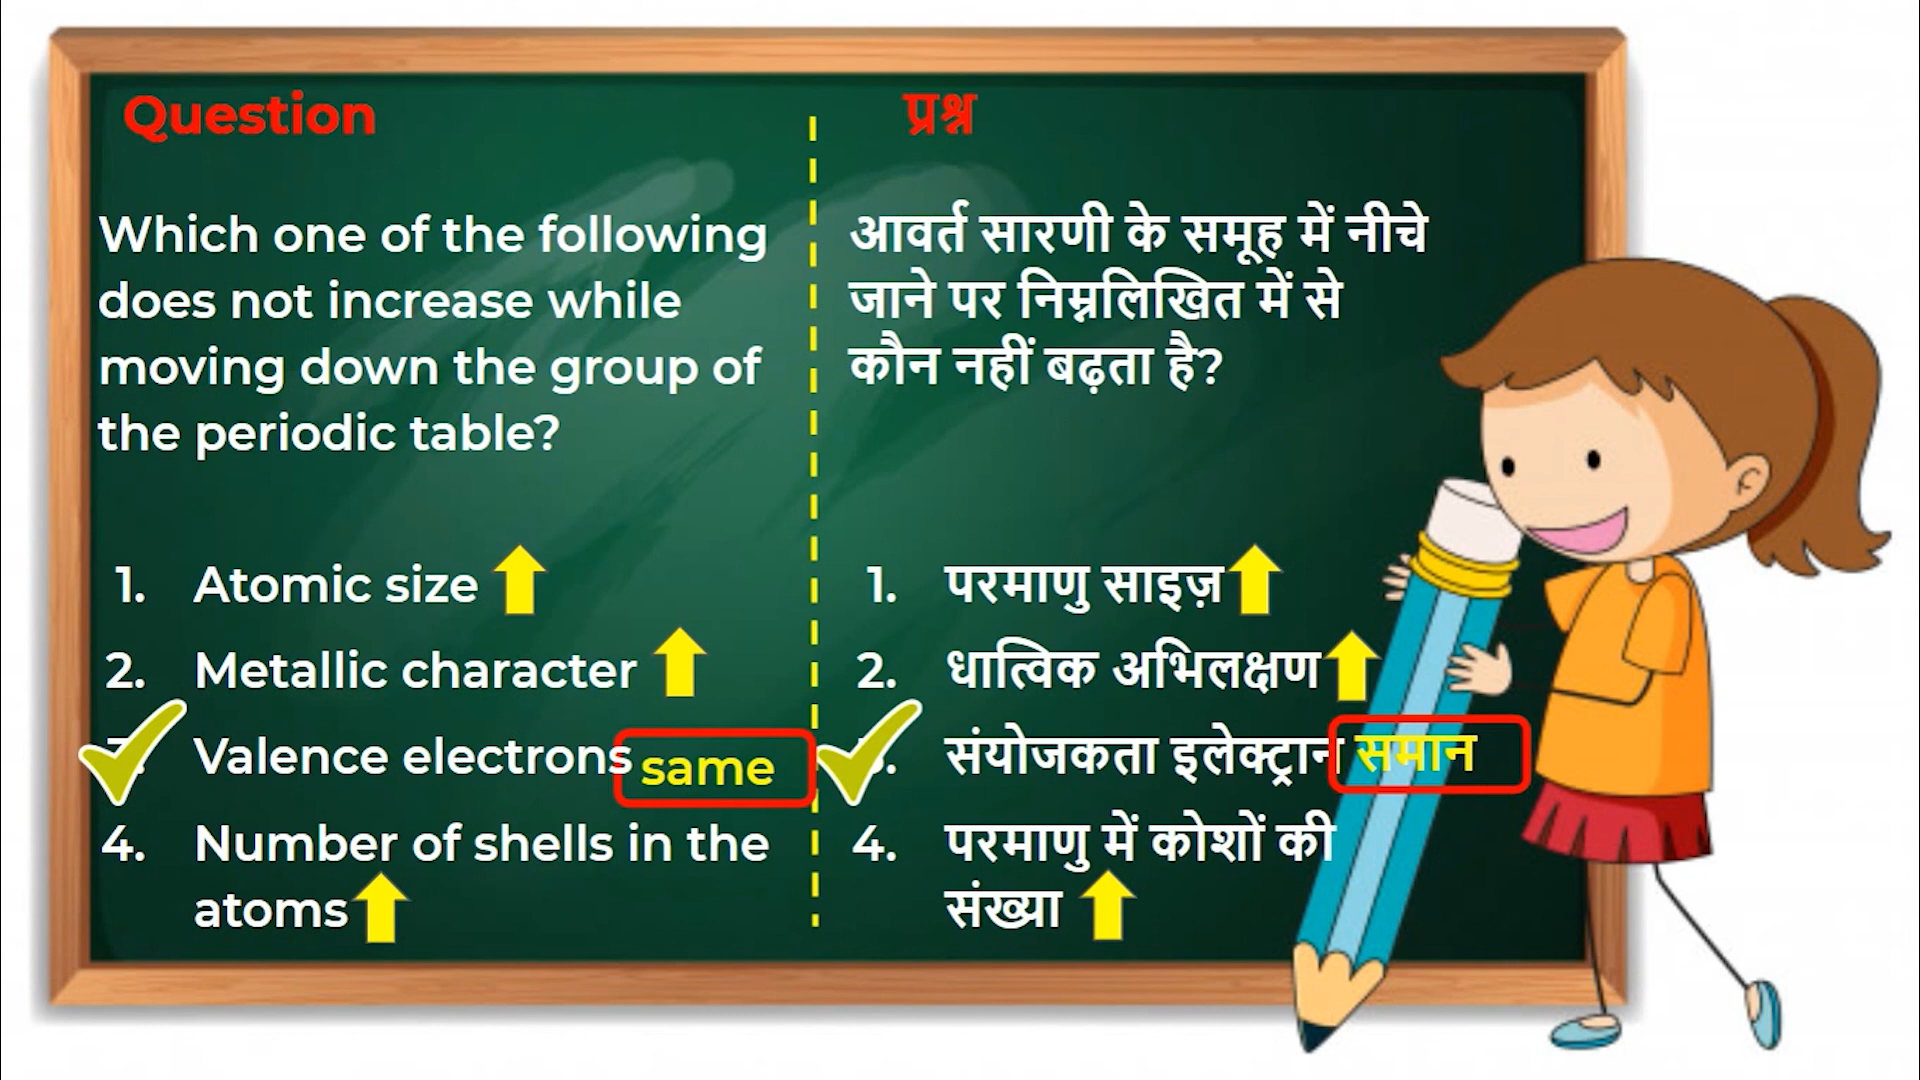 Question
Which one of the following
does not increase while
moving down the group of
the periodic table?
1. Atomic size
2. Metallic character
Valence electrons same
4. Number of shells in the
atoms
प्रश्न
आवर्त सारणी के समूह में नीचे
जाने पर निम्नलिखित में से
कौन नहीं बढ़ता है?
1. परमाणु साइज़
2. धात्विक अभिलक्षण
संयोजकता इलेक्ट्रान समान
4. परमाणु में कोशों की
संख्या